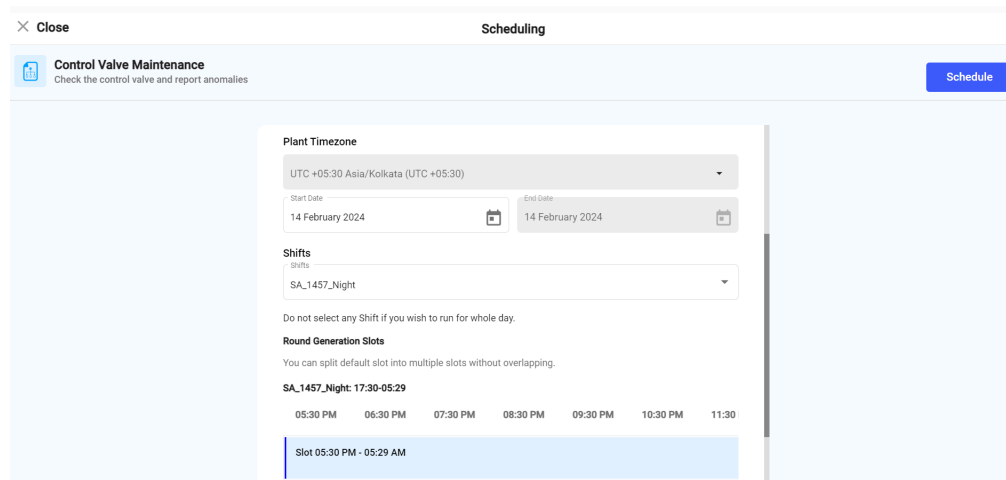 Close
Scheduling
Control Valve Maintenance
Check the control valve and report anomalies
Schedule
Plant Timezone
UTC +05:30 Asia/Kolkata (UTC +05:30)
Start Date
End Date
14 February 2024
14 February 2024
Shifts
Shifts
SA_1457_Night
Do not select any Shift if you wish to run for whole day.
Round Generation Slots
You can split default slot into multiple slots without overlapping.
SA_1457_Night: 17:30-05:29
05:30 PM 06:30 PM 07:30 PM 08:30 PM 09:30 PM 10:30 PM 11:30
Slot 05:30 PM - 05:29 AM